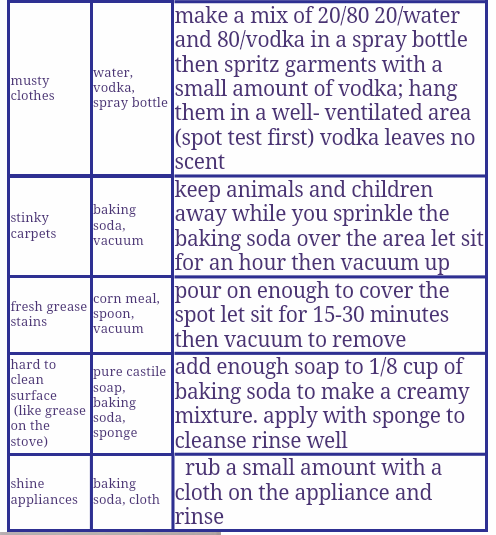 musty
clothes
water,
vodka,
spray bottle
make a mix of 20/80 20/water
and 80/vodka in a spray bottle
then spritz garments with a
small amount of vodka; hang
them in a well- ventilated area
(spot test first) vodka leaves no
scent
stinky
carpets
baking
soda,
vacuum
keep animals and children
away while you sprinkle the
baking soda over the area let sit
for an hour then vacuum up
fresh grease
stains
corn meal,
spoon,
vacuum
pour on enough to cover the
spot let sit for 15-30 minutes
then vacuum to remove
hard to
clean
surface
(like grease
on the
stove)
pure castile
soap,
baking
soda,
sponge
add enough soap to 1/8 cup of
baking soda to make a creamy
mixture. apply with sponge to
cleanse rinse well
shine
appliances
baking
soda, cloth
rub a small amount with a
cloth on the appliance and
rinse